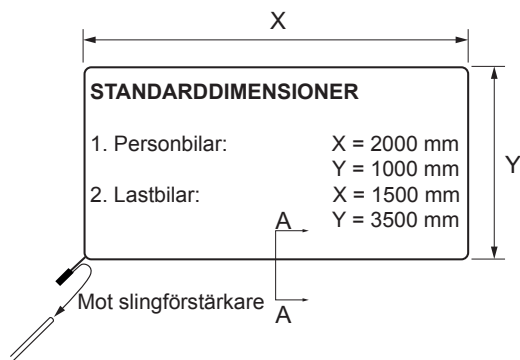 X
STANDARDDIMENSIONER
1. Personbilar: X = 2000 mm
Y = 1000 mm
Y
2. Lastbilar: X = 1500 mm
Y = 3500 mm
A
Mot slingförstärkare
A